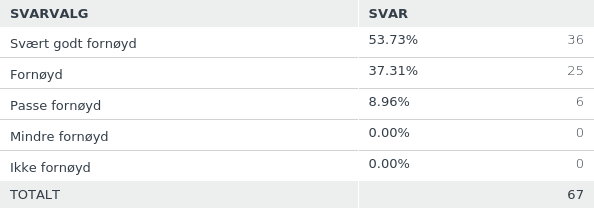 SVARVALG SVAR
Svært godt fornøyd 53.73% 36
Fornøyd 37.31% 25
Passe fornøyd 8.96% 6
Mindre fornøyd 0.00% 0
Ikke fornøyd 0.00% 0
TOTALT 67